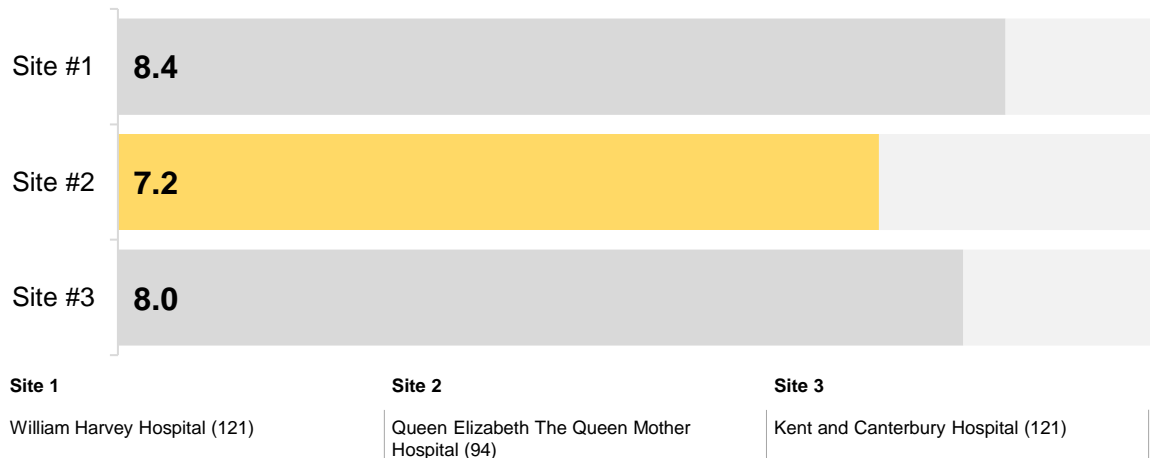 Site #1
8.4
Site #2
7.2
Site #3
8.0
Site 1
Site 2
Site 3
William Harvey Hospital (121)
Queen Elizabeth The Queen Mother
Hospital (94)
Kent and Canterbury Hospital (121)